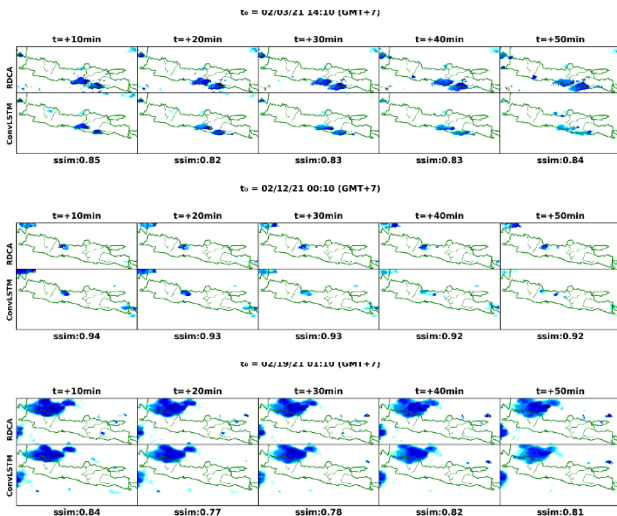 t₀ = 02/03/21 14:10 (GMT+7)
t=+10min t=+20min t=+30min t=+40min t=+50min
RDCA
ConvLSTM
ssim:0.85 ssim:0.82 ssim:0.83 ssim:0.83 ssim:0.84
t₀ = 02/12/21 00:10 (GMT+7)
t=+10min t=+20min t=+30min t=+40min t=+50min
RDCA
ConvLSTM
ssim:0.94 ssim:0.93 ssim:0.93 ssim:0.92 ssim:0.92
t₀ = 02/19/21 01:10 (GMT+7)
t=+10min t=+20min t=+30min t=+40min t=+50min
RDCA
ConvLSTM
ssim:0.84 ssim:0.77 ssim:0.78 ssim:0.82 ssim:0.81